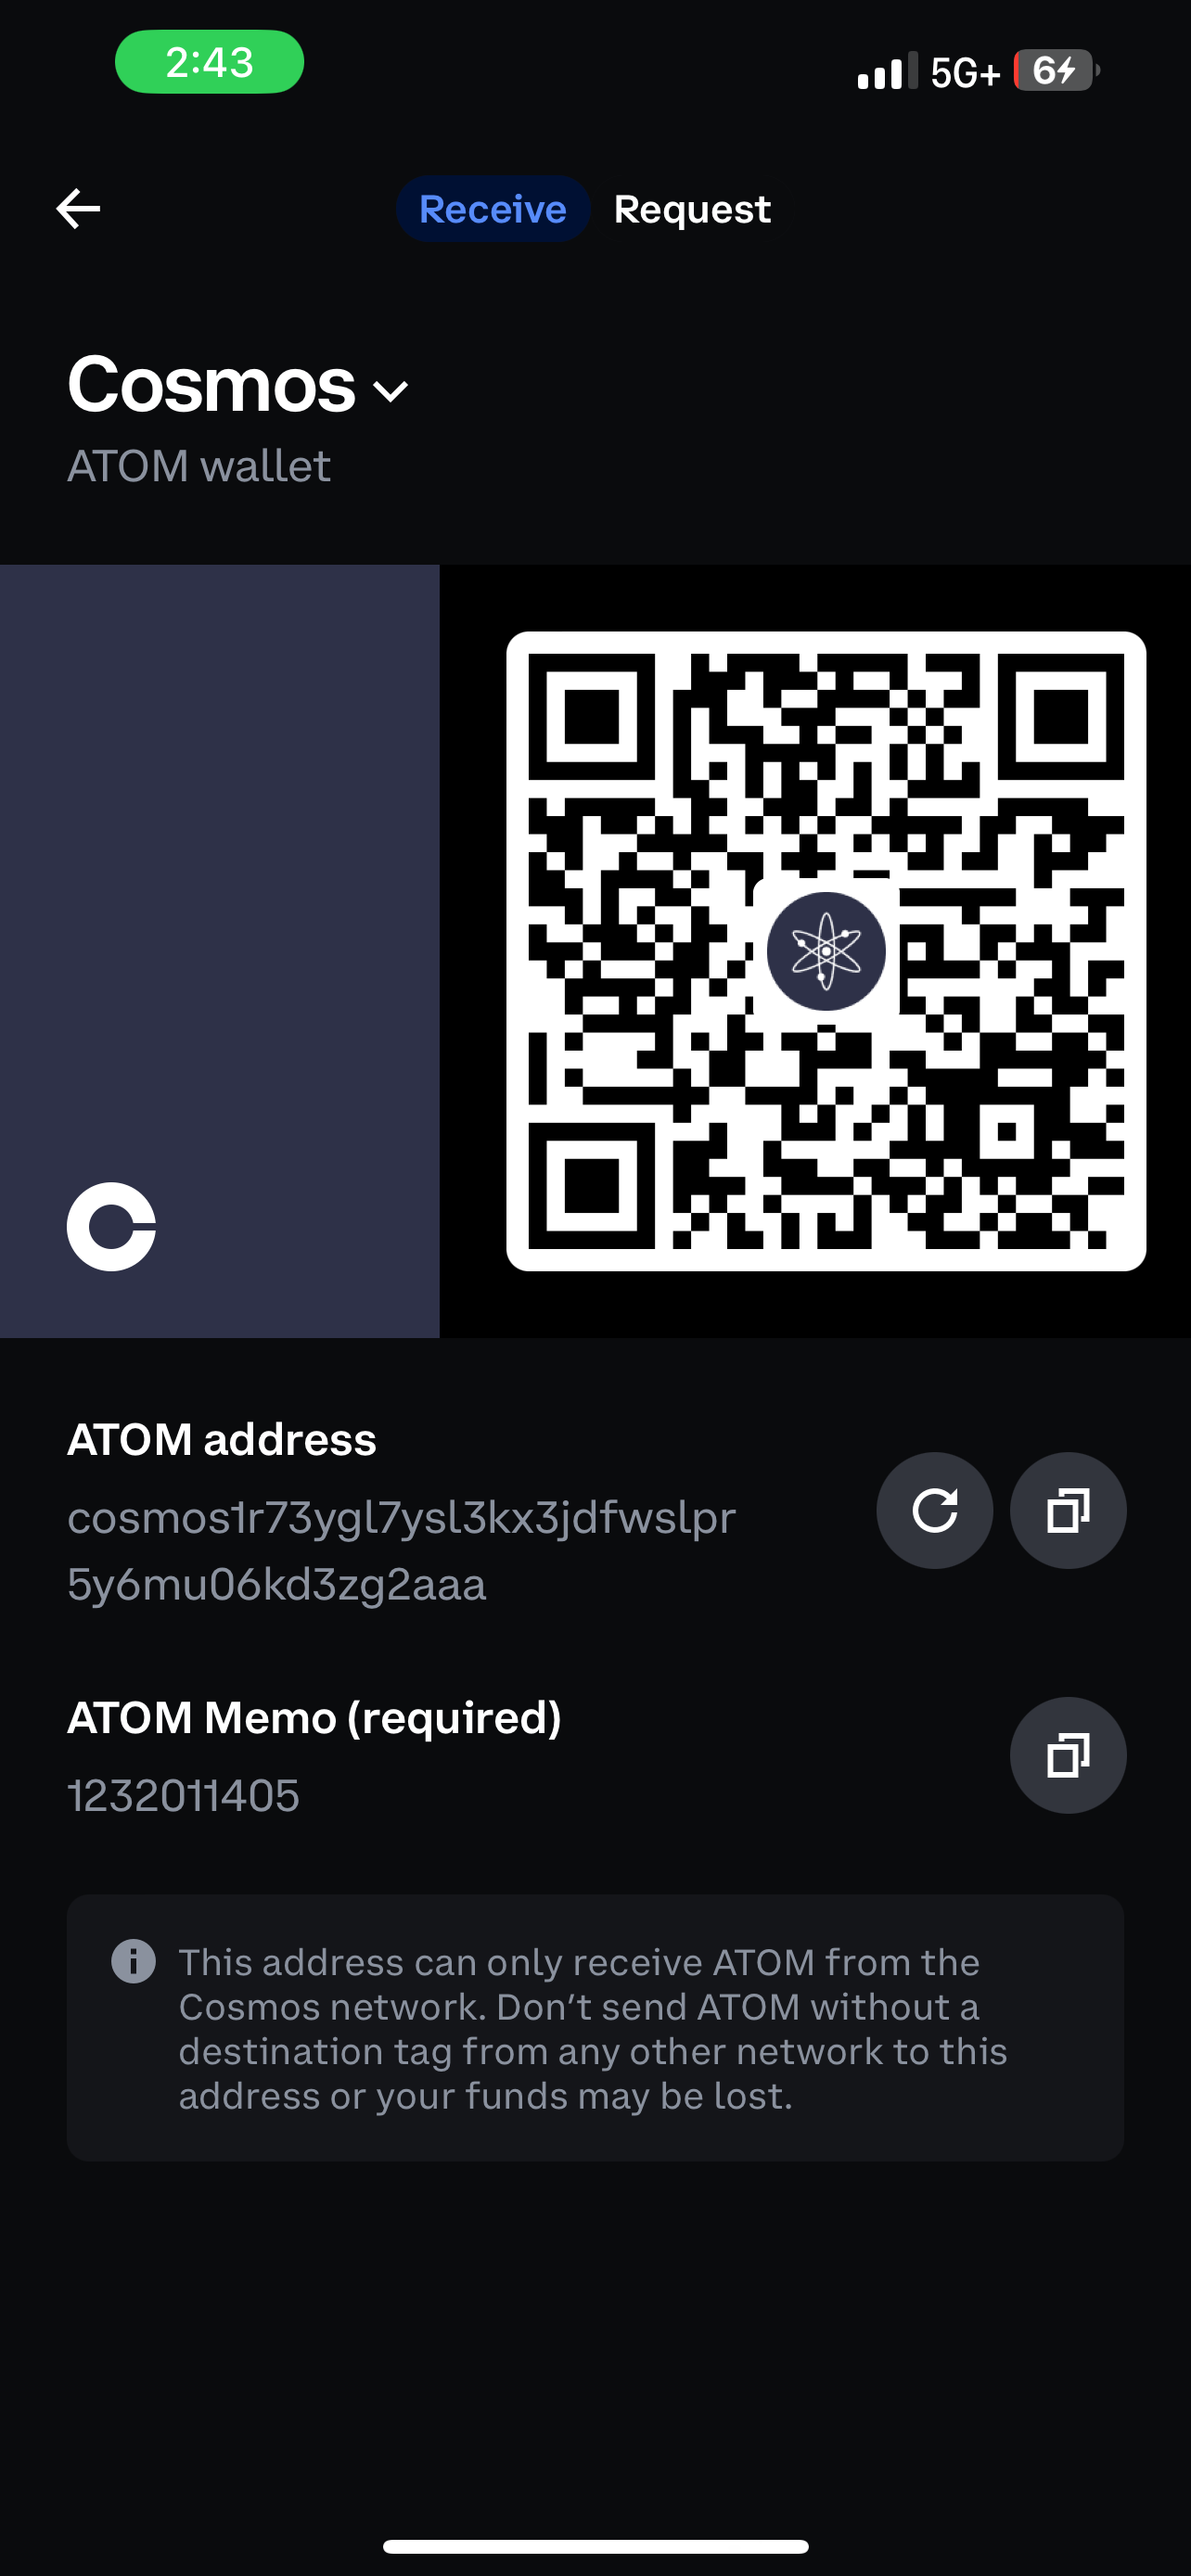 2:43
5G+
6
Receive
Request
Cosmos
ATOM wallet
ATOM address
cosmos1r73ygl7ysl3kx3jdfwslpr
5y6mu06kd3zg2aaa
ATOM Memo (required)
1232011405
This address can only receive ATOM from the
Cosmos network. Don’t send ATOM without a
destination tag from any other network to this
address or your funds may be lost.